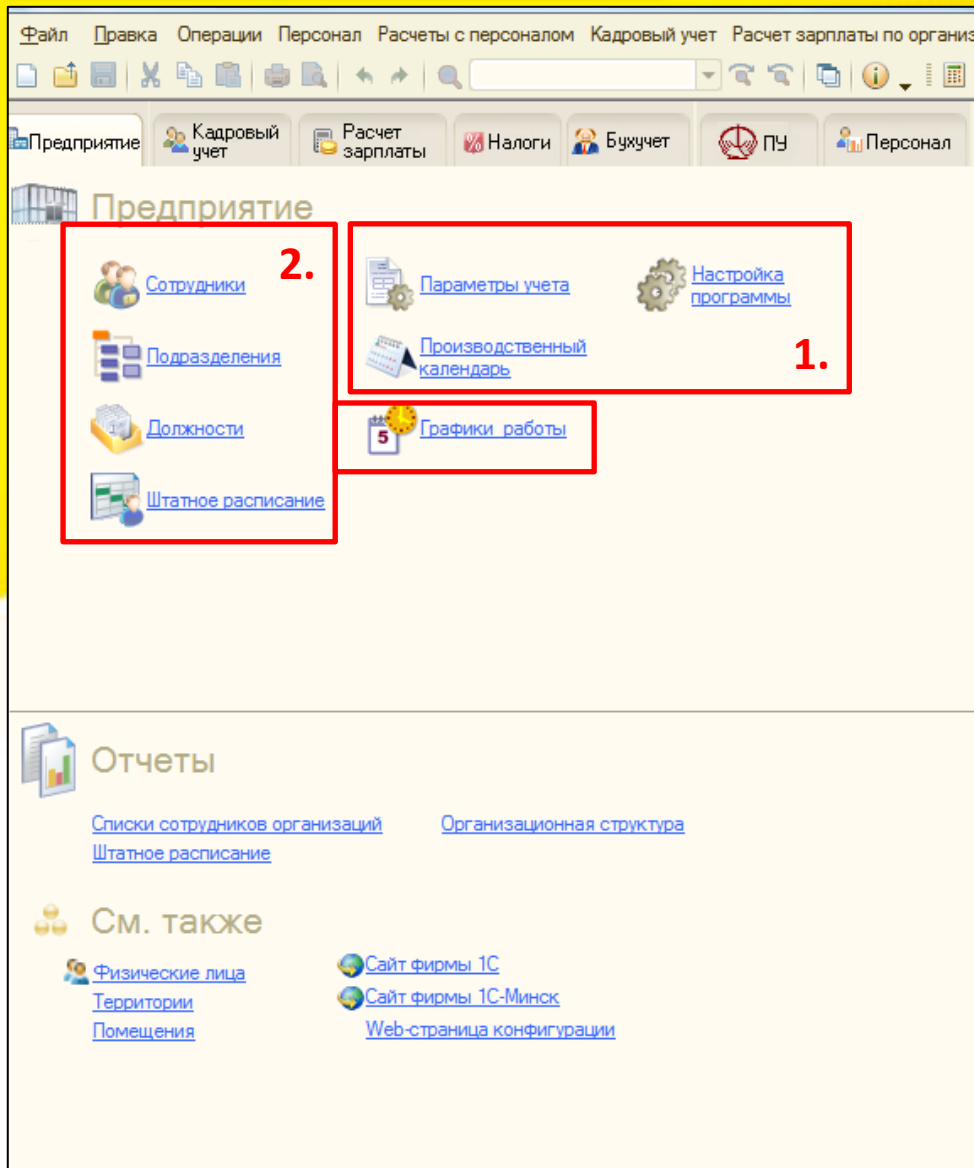 Файл Правка Операции Персонал Расчеты с персоналом Кадровый учет Расчет зарплаты по органи
Предприятие
Кадровый
учет
Расчет
зарплаты
Налоги
Бухучет
ПУ
Персонал
Предприятие
2.
Сотрудники
Подразделения
Должности
Штатное расписание
Параметры учета
Настройка
программы
Производственный
календарь
1.
5
Графики работы
Отчеты
Списки сотрудников организаций
Организационная структура
Штатное расписание
См. также
Физические лица
Территории
Помещения
Сайт фирмы 1С
Сайт фирмы 1С-Минск
Web-страница конфигурации